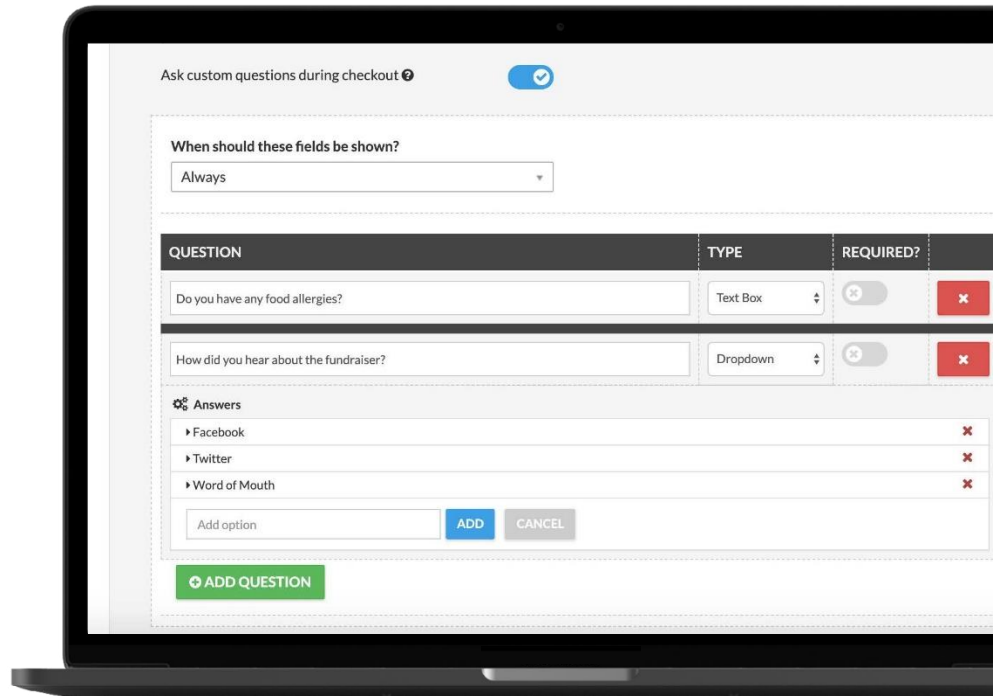 Ask custom questions during checkout
When should these fields be shown?
Always
QUESTION TYPE REQUIRED?
Do you have any food allergies? Text Box
How did you hear about the fundraiser? Dropdown
Answers
Facebook
Twitter
Word of Mouth
Add option ADD CANCEL
ADD QUESTION